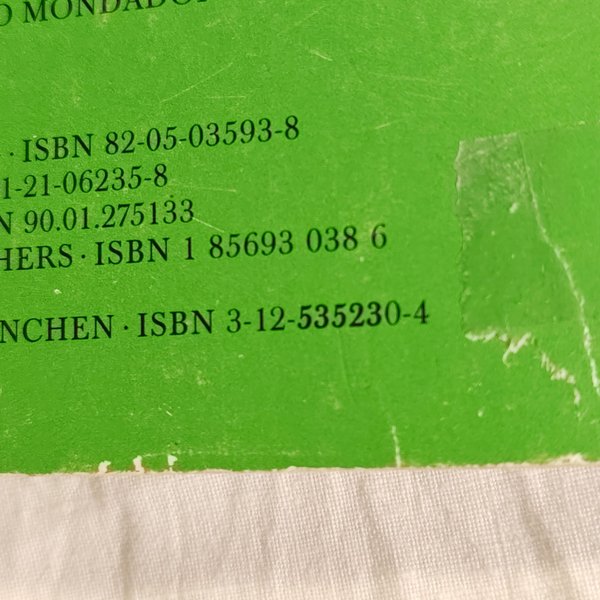 O MONDADO
· ISBN 82-05-03593-8
1-21-06235-8
N 90.01.275133
HERS · ISBN 1 85693 038 6
NCHEN · ISBN 3-12-535230-4